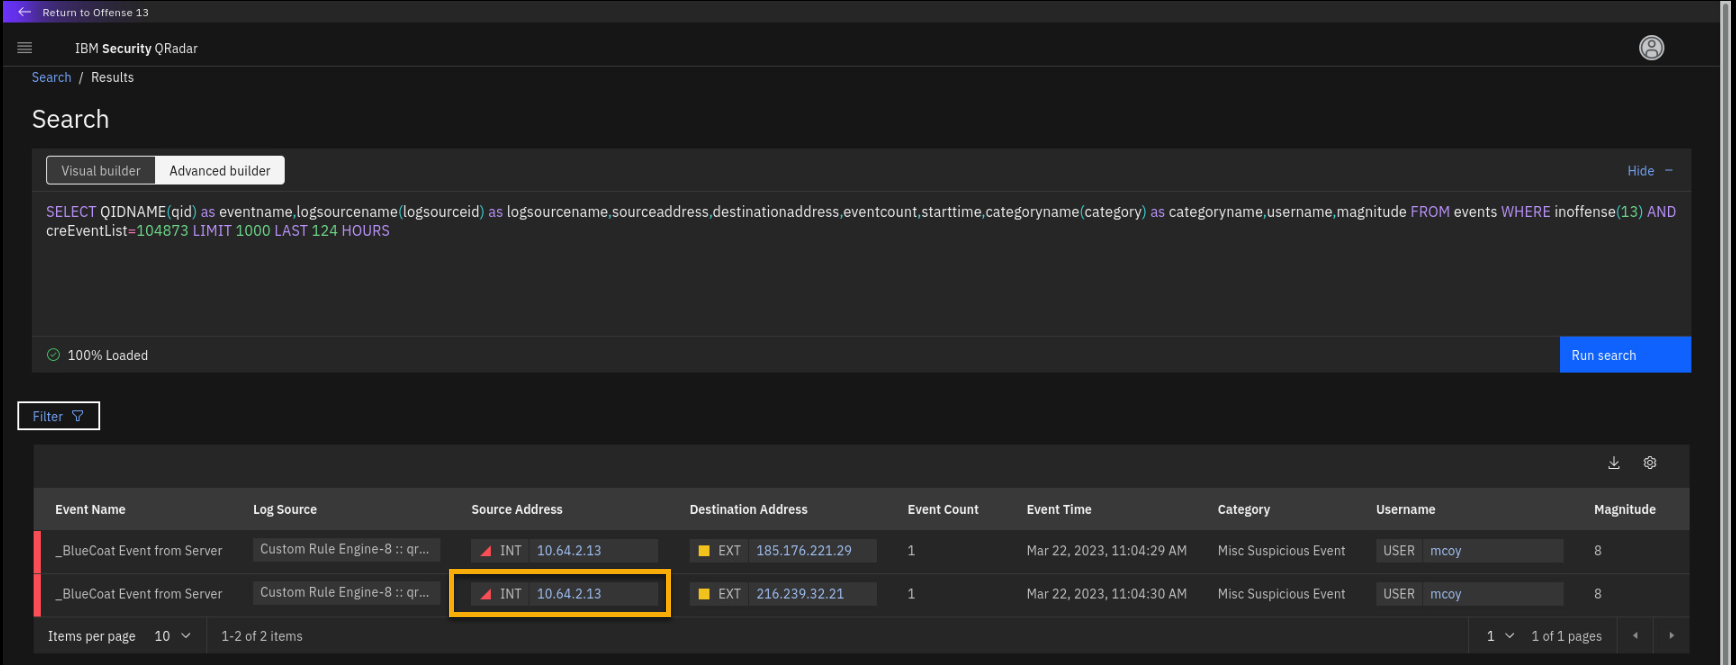 Return to Offense 13
IBM Security QRadar
Search / Results
Search
Visual builder Advanced builder Hide
SELECT QIDNAME(qid) as eventname,logsourcename(logsourceid) as logsourcename,sourceaddress,destinationaddress,eventcount,starttime,categoryname(category) as categoryname,username,magnitude FROM events WHERE inoffense(13) AND
creEventList=104873 LIMIT 1000 LAST 124 HOURS
100% Loaded Run search
Filter
Event Name Log Source Source Address Destination Address Event Count Event Time Category Username Magnitude
_BlueCoat Event from Server Custom Rule Engine-8 :: qr... INT 10.64.2.13 EXT 185.176.221.29 1 Mar 22, 2023, 11:04:29 AM Misc Suspicious Event USER mcoy 8
_BlueCoat Event from Server Custom Rule Engine-8 :: qr... INT 10.64.2.13 EXT 216.239.32.21 1 Mar 22, 2023, 11:04:30 AM Misc Suspicious Event USER mcoy 8
Items per page 10 1-2 of 2 items 1 1 of 1 pages